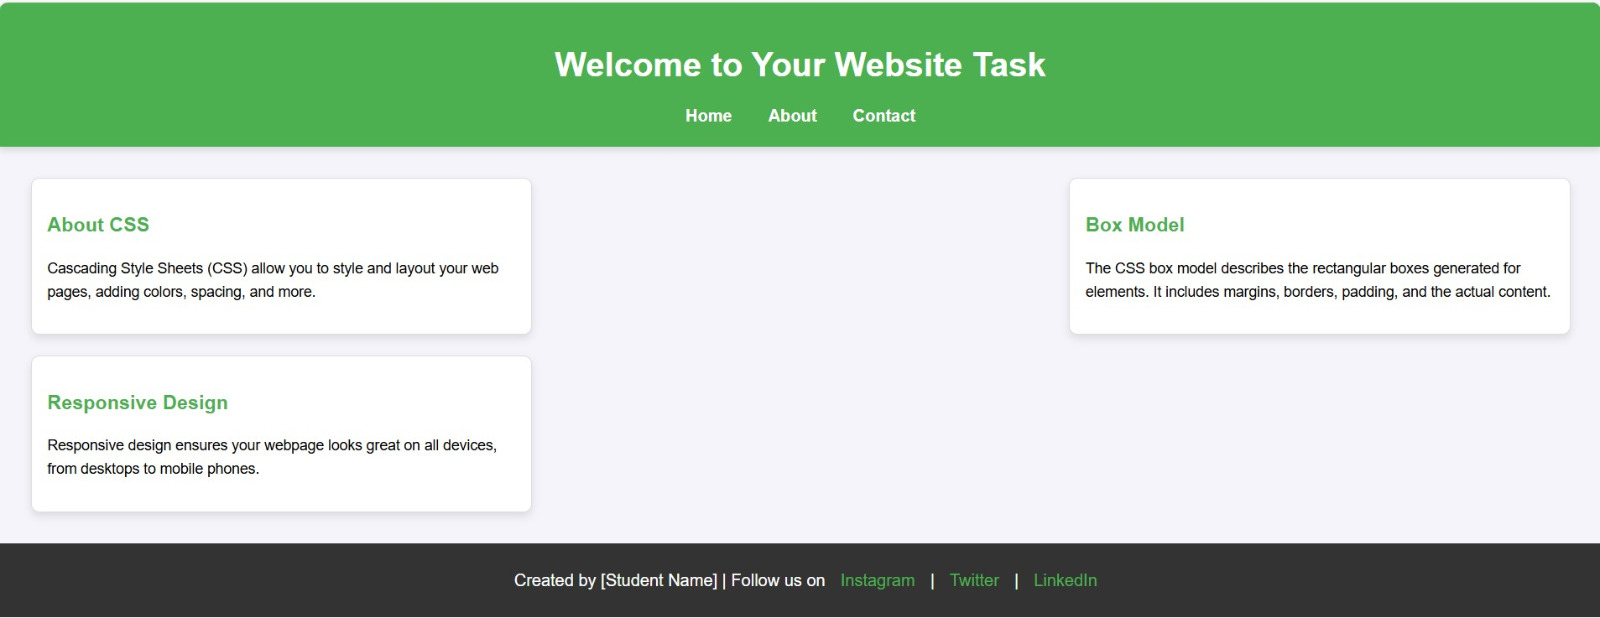 Welcome to Your Website Task
Home About Contact
About CSS
Cascading Style Sheets (CSS) allow you to style and layout your web
pages, adding colors, spacing, and more.
Box Model
The CSS box model describes the rectangular boxes generated for
elements. It includes margins, borders, padding, and the actual content.
Responsive Design
Responsive design ensures your webpage looks great on all devices,
from desktops to mobile phones.
Created by [Student Name] | Follow us on Instagram | Twitter | LinkedIn